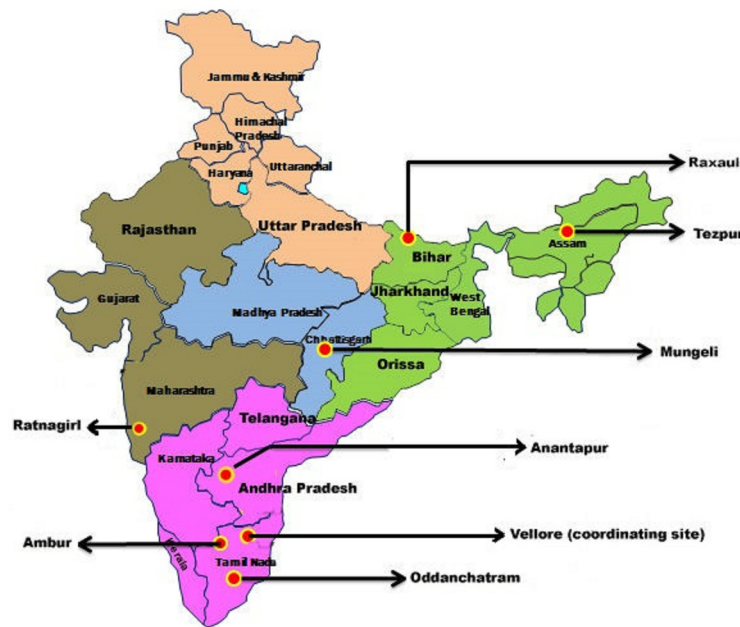 Jammu & Kashmir
Himachal
Pradesh
Punjab
Uttaranchal
Haryana
Raxaul
Uttar Pradesh
Rajasthan
Tezpur
Assam
Bihar
Jharkhand
West
Bengal
Gujarat
Madhya Pradesh
Chhattisgarh
Mungeli
Orissa
Maharashtra
Telangana
Ratnagirl
Karnataka
Anantapur
Andhra Pradesh
Vellore (coordinating site)
Ambur
Kerala
Tamil Nadu
Oddanchatram